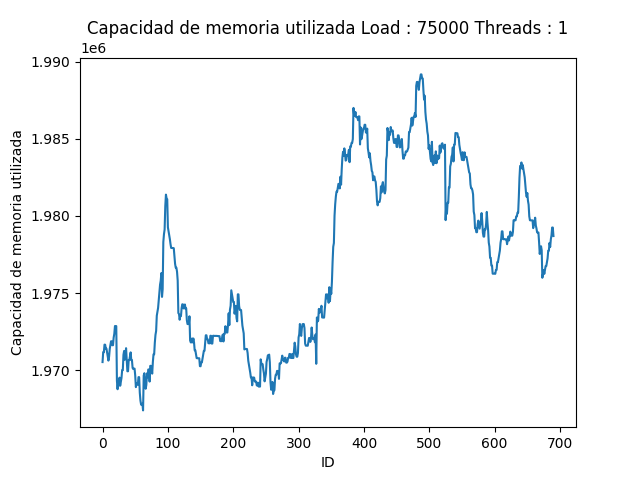 Capacidad de memoria utilizada Load : 75000 Threads : 1
1e6
1.990
1.985
1.980
1.975
1.970
Capacidad de memoria utilizada
0 100 200 300 400 500 600 700
ID